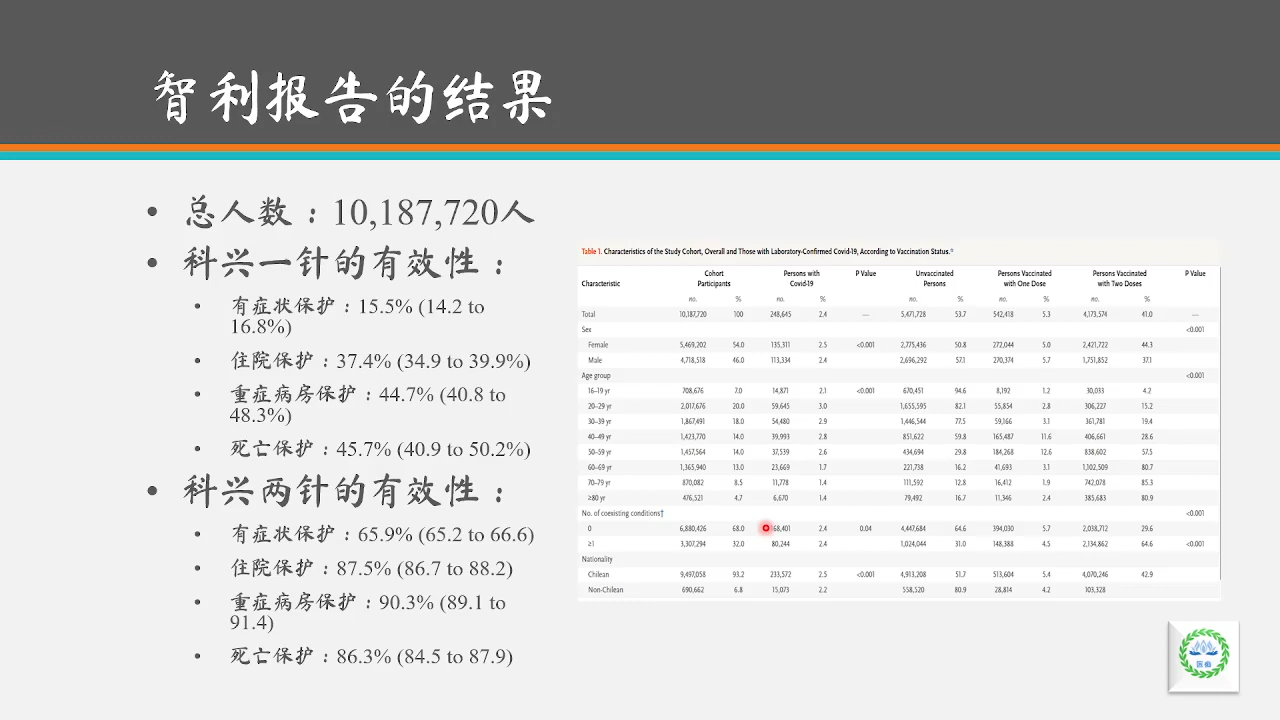 智利报告的结果
• 总人数：10,187,720人
• 科兴一针的有效性：
• 有症状保护：15.5% (14.2 to
16.8%)
• 住院保护：37.4% (34.9 to 39.9%)
• 重症病房保护：44.7% (40.8 to
48.3%)
• 死亡保护：45.7% (40.9 to 50.2%)
• 科兴两针的有效性：
• 有症状保护：65.9% (65.2 to 66.6)
• 住院保护：87.5% (86.7 to 88.2)
• 重症病房保护：90.3% (89.1 to
91.4)
• 死亡保护：86.3% (84.5 to 87.9)
Table 1. Characteristics of the Study Cohort, Overall and Those with Laboratory-Confirmed Covid-19, According to Vaccination Status.*
Characteristic Cohort Participants Persons with Covid-19 P Value Unvaccinated Persons Persons Vaccinated with One Dose Persons Vaccinated with Two Doses P Value
no. % no. % no. % no. % no. %
Total 10,187,720 100 248,645 2.4 — 5,471,728 53.7 542,418 5.3 4,173,574 41.0 —
Sex <0.001
Female 5,469,202 54.0 135,311 2.5 <0.001 2,775,436 50.8 272,044 5.0 2,421,722 44.3
Male 4,718,518 46.0 113,334 2.4 2,696,292 57.1 270,374 5.7 1,751,852 37.1
Age group <0.001
16–19 yr 708,676 7.0 14,871 2.1 <0.001 670,451 94.6 8,192 1.2 30,033 4.2
20–29 yr 2,017,676 20.0 59,645 3.0 1,655,595 82.1 55,854 2.8 306,227 15.2
30–39 yr 1,867,491 18.0 54,480 2.9 1,446,544 77.5 59,166 3.1 361,781 19.4
40–49 yr 1,423,770 14.0 39,993 2.8 851,622 59.8 165,487 11.6 406,661 28.6
50–59 yr 1,457,564 14.0 37,539 2.6 434,694 29.8 184,268 12.6 838,602 57.5
60–69 yr 1,365,940 13.0 23,669 1.7 221,738 16.2 41,693 3.1 1,102,509 80.7
70–79 yr 870,082 8.5 11,778 1.4 111,592 12.8 16,412 1.9 742,078 85.3
≥80 yr 476,521 4.7 6,670 1.4 79,492 16.7 11,346 2.4 385,683 80.9
No. of coexisting conditions† <0.001
0 6,880,426 68.0 68,401 2.4 0.04 4,447,684 64.6 394,030 5.7 2,038,712 29.6
≥1 3,307,294 32.0 80,244 2.4 1,024,044 31.0 148,388 4.5 2,134,862 64.6 <0.001
Nationality
Chilean 9,497,058 93.2 233,572 2.5 <0.001 4,913,208 51.7 513,604 5.4 4,070,246 42.9
Non-Chilean 690,662 6.8 15,073 2.2 558,520 80.9 28,814 4.2 103,328